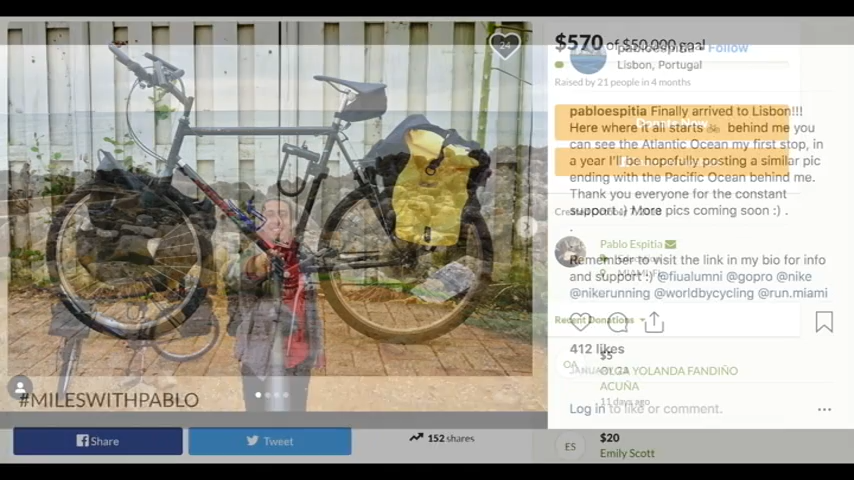 24
#MILESWITHPABLO
Share
Tweet
152 shares
$570 of $50,000 goal
Raised by 21 people in 4 months
pabloespitia • Follow
Lisbon, Portugal
pabloespitia Finally arrived to Lisbon!!!
Here where it all starts 🚲 behind me you
can see the Atlantic Ocean my first stop, in
a year I'll be hopefully posting a similar pic
ending with the Pacific Ocean behind me.
Thank you everyone for the constant
support :) More pics coming soon :) .
.
Pablo Espitia
Remember to visit the link in my bio for info
and support :) @fiualumni @gopro @nike
@nikerunning @worldbycycling @run.miami
Recent Donations
412 likes
$5
OLGA YOLANDA FANDIÑO
ACUÑA
11 days ago
Log in to like or comment.
ES
$20
Emily Scott